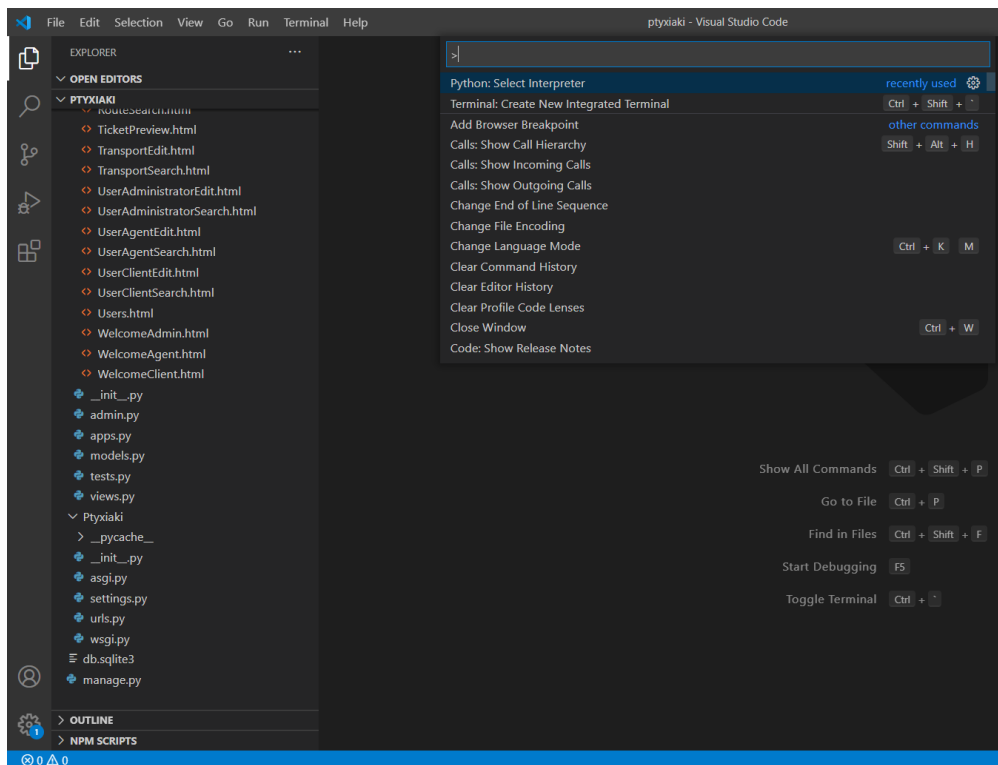 File Edit Selection View Go Run Terminal Help ptyxiaki - Visual Studio Code
EXPLORER ...
OPEN EDITORS
PTYXIAKI
RouteSearch.html
TicketPreview.html
TransportEdit.html
TransportSearch.html
UserAdministratorEdit.html
UserAdministratorSearch.html
UserAgentEdit.html
UserAgentSearch.html
UserClientEdit.html
UserClientSearch.html
Users.html
WelcomeAdmin.html
WelcomeAgent.html
WelcomeClient.html
__init__.py
admin.py
apps.py
models.py
tests.py
views.py
Ptyxiaki
__pycache__
__init__.py
asgi.py
settings.py
urls.py
wsgi.py
db.sqlite3
manage.py
OUTLINE
NPM SCRIPTS
1
0 0
>
Python: Select Interpreter recently used
Terminal: Create New Integrated Terminal Ctrl + Shift + `
Add Browser Breakpoint other commands
Calls: Show Call Hierarchy Shift + Alt + H
Calls: Show Incoming Calls
Calls: Show Outgoing Calls
Change End of Line Sequence
Change File Encoding
Change Language Mode Ctrl + K M
Clear Command History
Clear Editor History
Clear Profile Code Lenses
Close Window Ctrl + W
Code: Show Release Notes
Show All Commands Ctrl + Shift + P
Go to File Ctrl + P
Find in Files Ctrl + Shift + F
Start Debugging F5
Toggle Terminal Ctrl + `